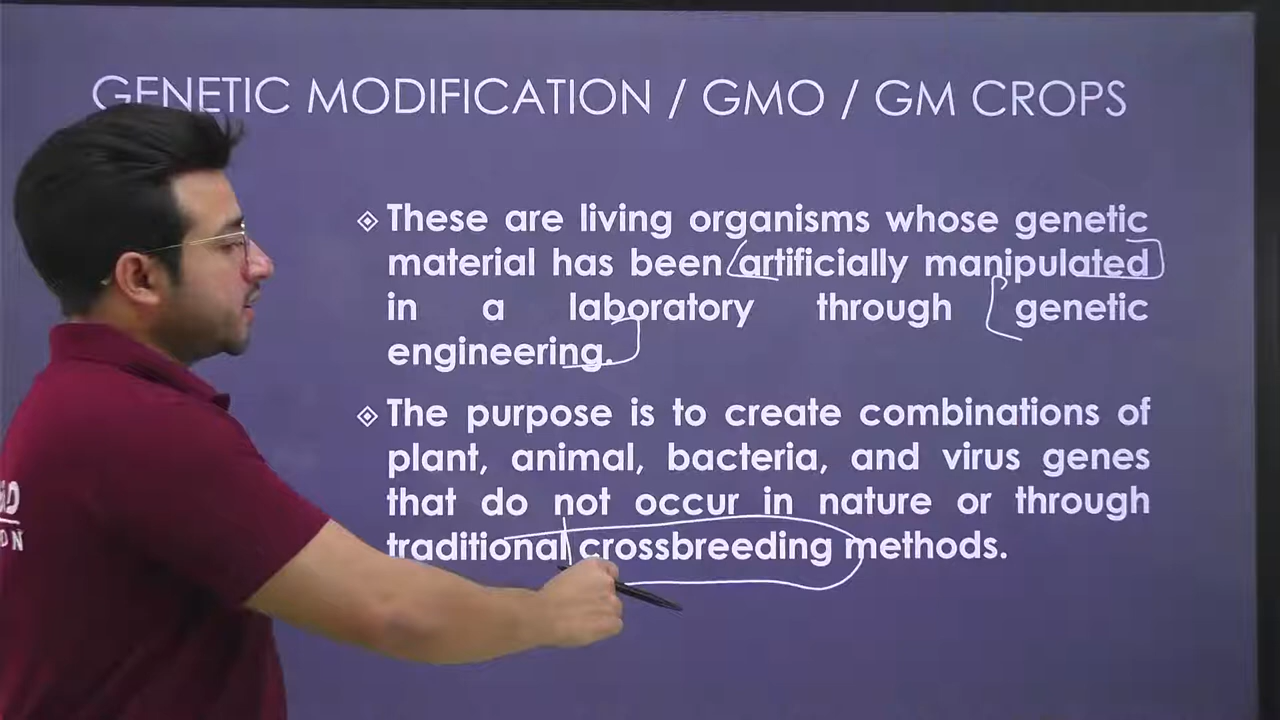 GENETIC MODIFICATION / GMO / GM CROPS
These are living organisms whose genetic
material has been artificially manipulated
in a laboratory through genetic
engineering.
The purpose is to create combinations of
plant, animal, bacteria, and virus genes
that do not occur in nature or through
traditional crossbreeding methods.